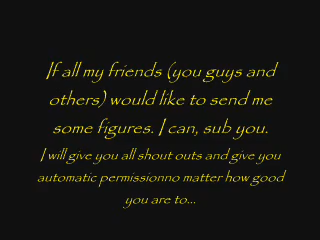 If all my friends (you guys and
others) would like to send me
some figures. I can, sub you.
I will give you all shout outs and give you
automatic permissionno matter how good
you are to...